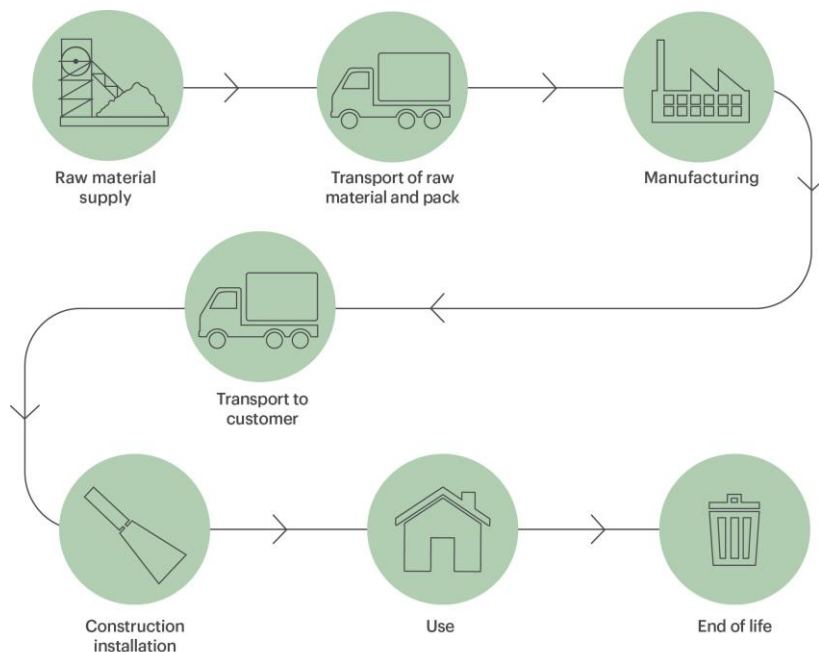 Raw material
supply
Transport of raw
material and pack
Manufacturing
Transport to
customer
Construction
installation
Use
End of life